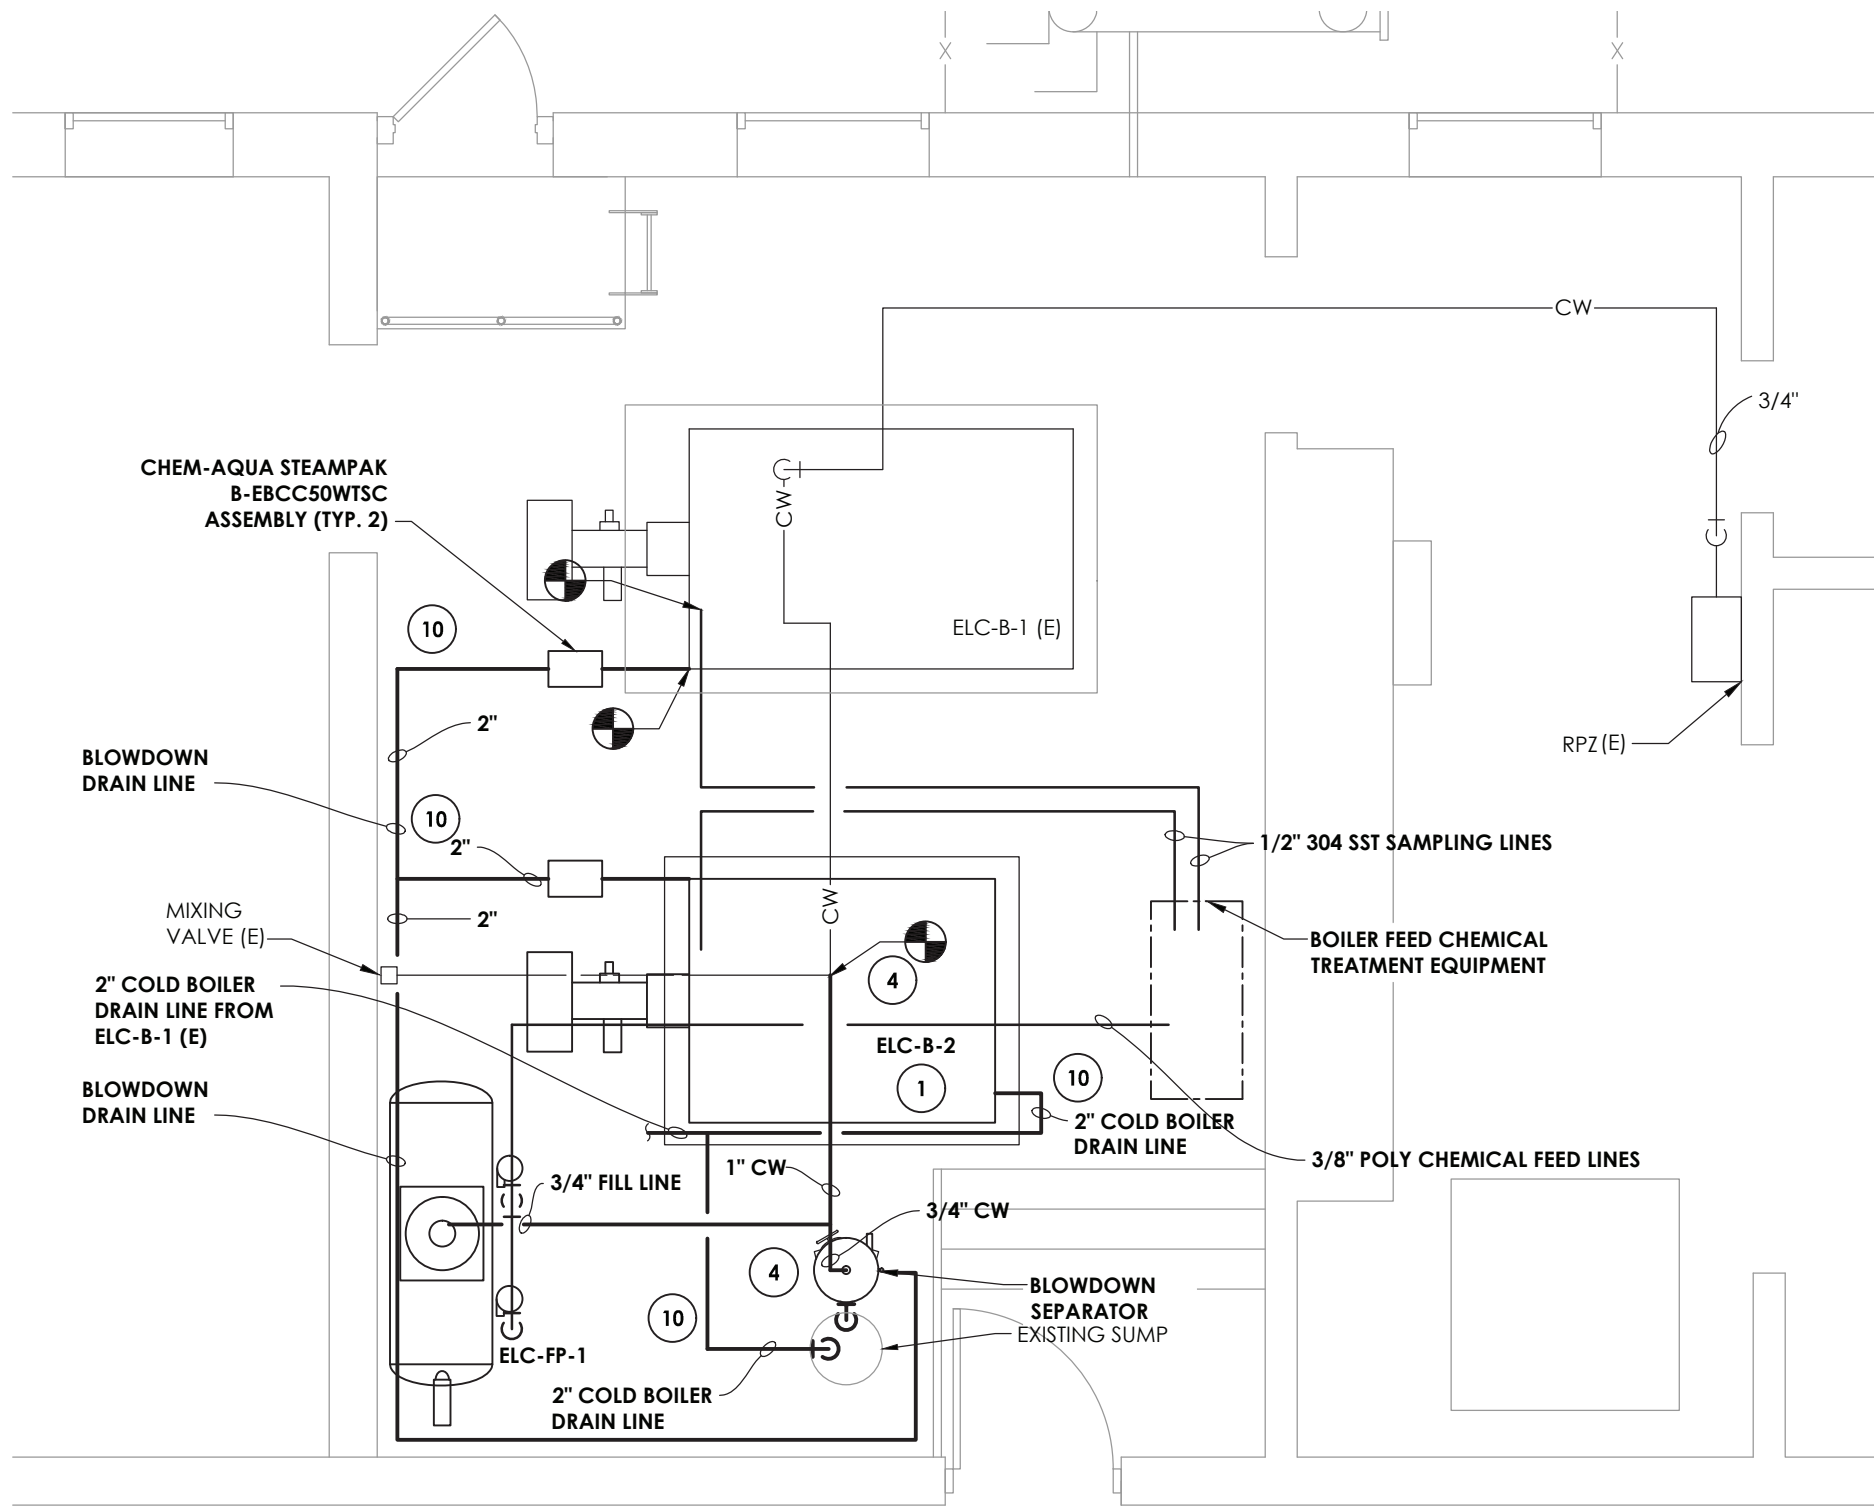 X
X
CW
3/4"
CHEM-AQUA STEAMPAK
B-EBCC50WTSC
ASSEMBLY (TYP. 2)
CW
10
ELC-B-1 (E)
2"
RPZ (E)
BLOWDOWN
DRAIN LINE
10
2"
1/2" 304 SST SAMPLING LINES
MIXING
VALVE (E)
2"
CW
BOILER FEED CHEMICAL
TREATMENT EQUIPMENT
4
2" COLD BOILER
DRAIN LINE FROM
ELC-B-1 (E)
ELC-B-2
1
10
BLOWDOWN
DRAIN LINE
2" COLD BOILER
DRAIN LINE
3/8" POLY CHEMICAL FEED LINES
1" CW
3/4" FILL LINE
3/4" CW
4
BLOWDOWN
SEPARATOR
EXISTING SUMP
10
ELC-FP-1
2" COLD BOILER
DRAIN LINE